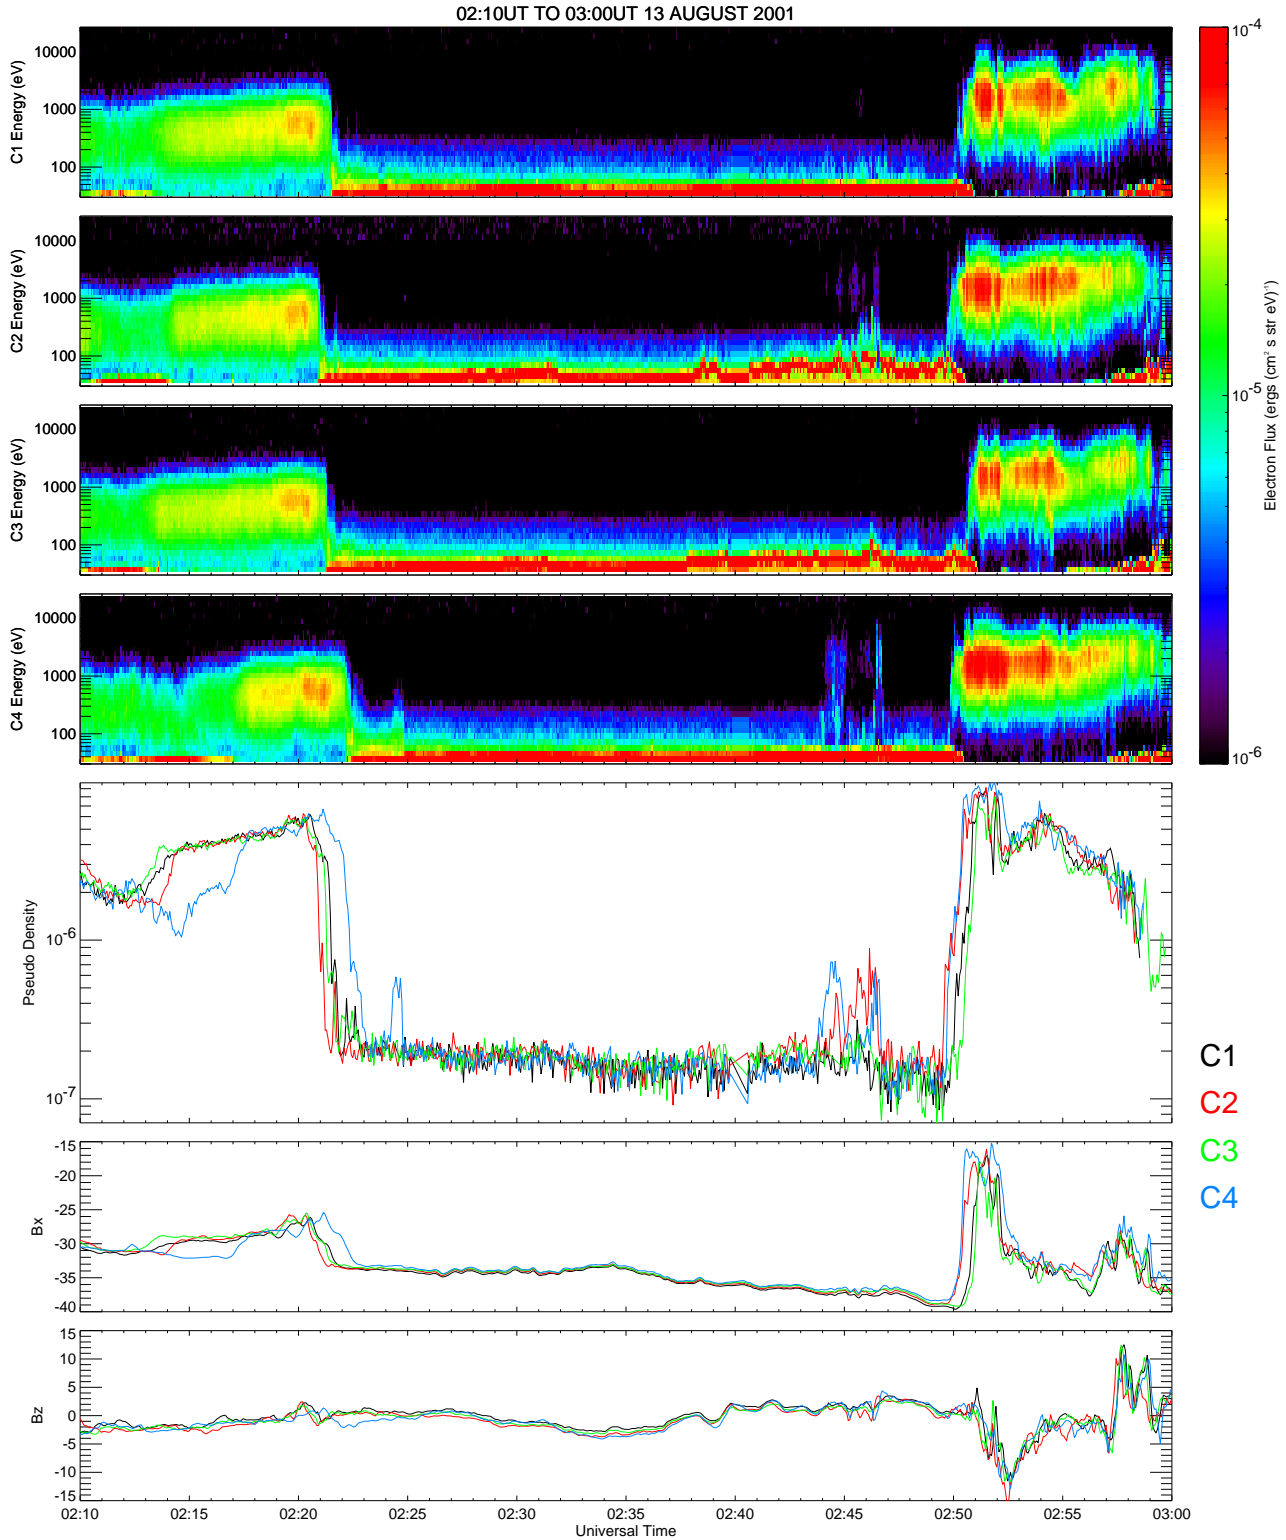 02:10UT TO 03:00UT 13 AUGUST 2001
C1 Energy (eV)
10000
1000
100
C2 Energy (eV)
10000
1000
100
C3 Energy (eV)
10000
1000
100
C4 Energy (eV)
10000
1000
100
10⁻⁴
10⁻⁵
10⁻⁶
Electron Flux (ergs (cm² s str eV)⁻¹)
Pseudo Density
10⁻⁶
10⁻⁷
C1
C2
C3
C4
Bx
-15
-20
-25
-30
-35
-40
Bz
15
10
5
0
-5
-10
-15
02:10 02:15 02:20 02:25 02:30 02:35 02:40 02:45 02:50 02:55 03:00
Universal Time